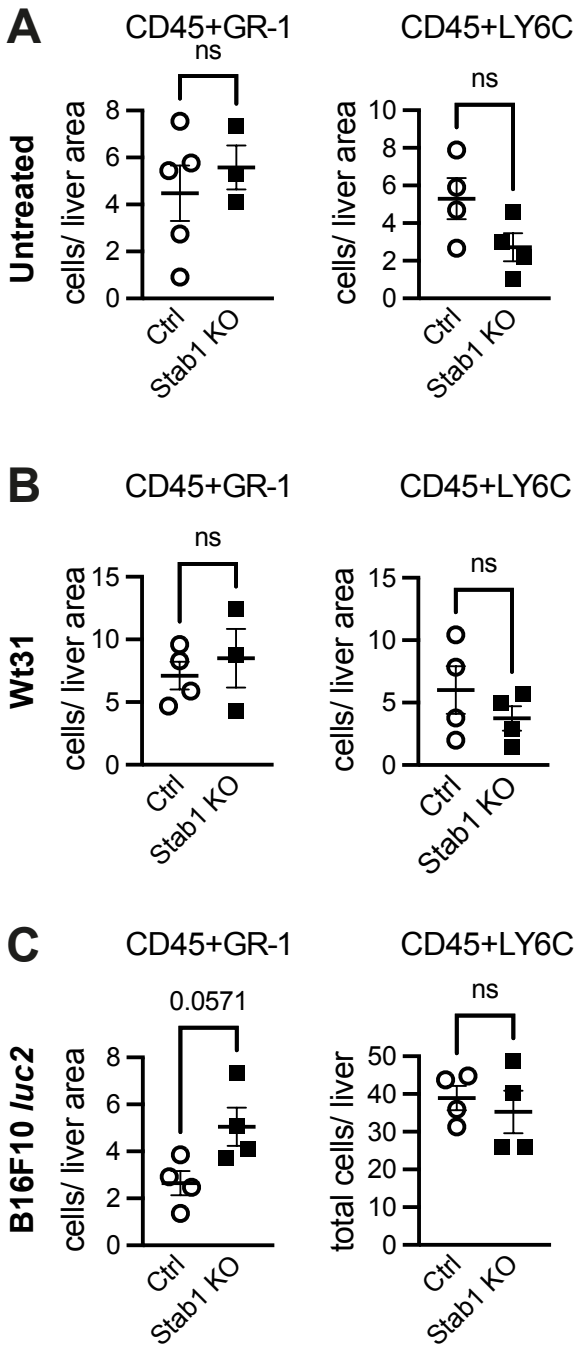 A
CD45+GR-1
CD45+LY6C
ns
ns
Untreated
cells/ liver area
8
6
4
2
0
Ctrl
Stab1 KO
cells/ liver area
10
8
6
4
2
0
Ctrl
Stab1 KO
B
CD45+GR-1
CD45+LY6C
ns
ns
Wt31
cells/ liver area
15
10
5
0
Ctrl
Stab1 KO
cells/ liver area
15
10
5
0
Ctrl
Stab1 KO
C
CD45+GR-1
CD45+LY6C
0.0571
ns
B16F10 luc2
cells/ liver area
8
6
4
2
0
Ctrl
Stab1 KO
total cells/ liver
50
40
30
20
10
0
Ctrl
Stab1 KO